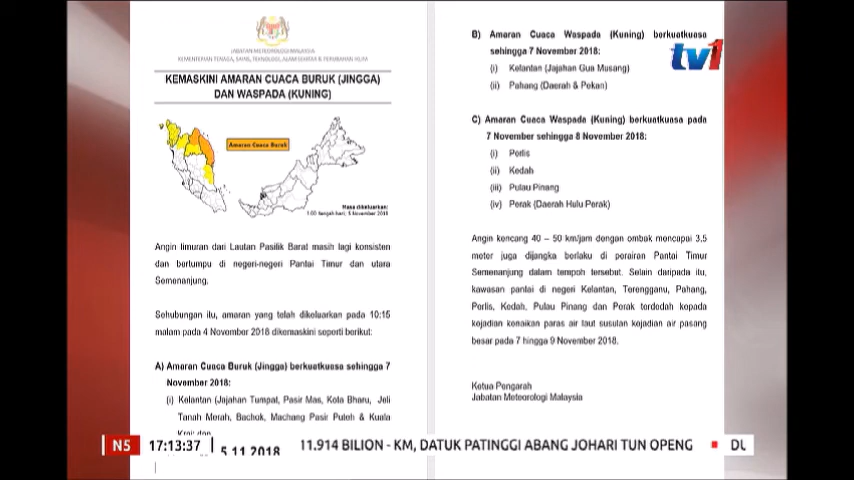 JABATAN METEOROLOGI MALAYSIA
KEMENTERIAN TENAGA, SAINS, TEKNOLOGI, ALAM SEKITAR & PERUBAHAN IKLIM
KEMASKINI AMARAN CUACA BURUK (JINGGA)
DAN WASPADA (KUNING)
Amaran Cuaca Buruk
Masa dikeluarkan:
1:00 tengah hari; 5 November 2018
Angin timuran dari Lautan Pasifik Barat masih lagi konsisten
dan bertumpu di negeri-negeri Pantai Timur dan utara
Semenanjung.
Sehubungan itu, amaran yang telah dikeluarkan pada 10:15
malam pada 4 November 2018 dikemaskini seperti berikut:
A) Amaran Cuaca Buruk (Jingga) berkuatkuasa sehingga 7
November 2018:
(i) Kelantan (Jajahan Tumpat, Pasir Mas, Kota Bharu, Jeli
Tanah Merah, Bachok, Machang Pasir Puteh & Kuala
Krai dan
B) Amaran Cuaca Waspada (Kuning) berkuatkuasa
sehingga 7 November 2018:
(i) Kelantan (Jajahan Gua Musang)
(ii) Pahang (Daerah & Pekan)
C) Amaran Cuaca Waspada (Kuning) berkuatkuasa pada
7 November sehingga 8 November 2018:
(i) Perlis
(ii) Kedah
(iii) Pulau Pinang
(iv) Perak (Daerah Hulu Perak)
Angin kencang 40 – 50 km/jam dengan ombak mencapai 3.5
meter juga dijangka berlaku di perairan Pantai Timur
Semenanjung dalam tempoh tersebut. Selain daripada itu,
kawasan pantai di negeri Kelantan, Terengganu, Pahang,
Perlis, Kedah, Pulau Pinang dan Perak terdedah kepada
kejadian kenaikan paras air laut susulan kejadian air pasang
besar pada 7 hingga 9 November 2018.
Ketua Pengarah
Jabatan Meteorologi Malaysia
tv1
N5 17:13:37 5.11.2018 11.914 BILION - KM, DATUK PATINGGI ABANG JOHARI TUN OPENG